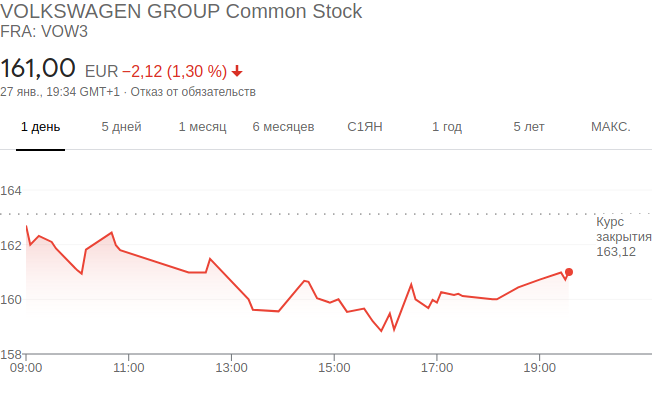 VOLKSWAGEN GROUP Common Stock
FRA: VOW3
161,00 EUR −2,12 (1,30 %)
27 янв., 19:34 GMT+1 · Отказ от обязательств
1 день 5 дней 1 месяц 6 месяцев С1ЯН 1 год 5 лет МАКС.
164
Курс
закрытия
163,12
162
160
158
09:00 11:00 13:00 15:00 17:00 19:00